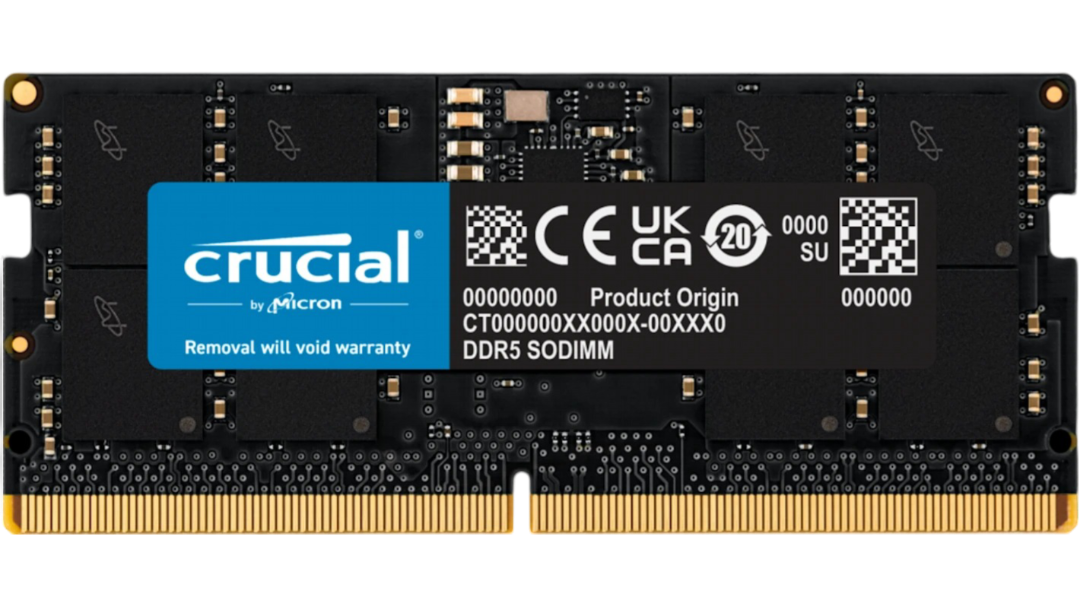 crucial®
by Micron
Removal will void warranty
CE UK CA 20
0000 SU
00000000 Product Origin
000000
CT000000XX000X-00XXX0
DDR5 SODIMM